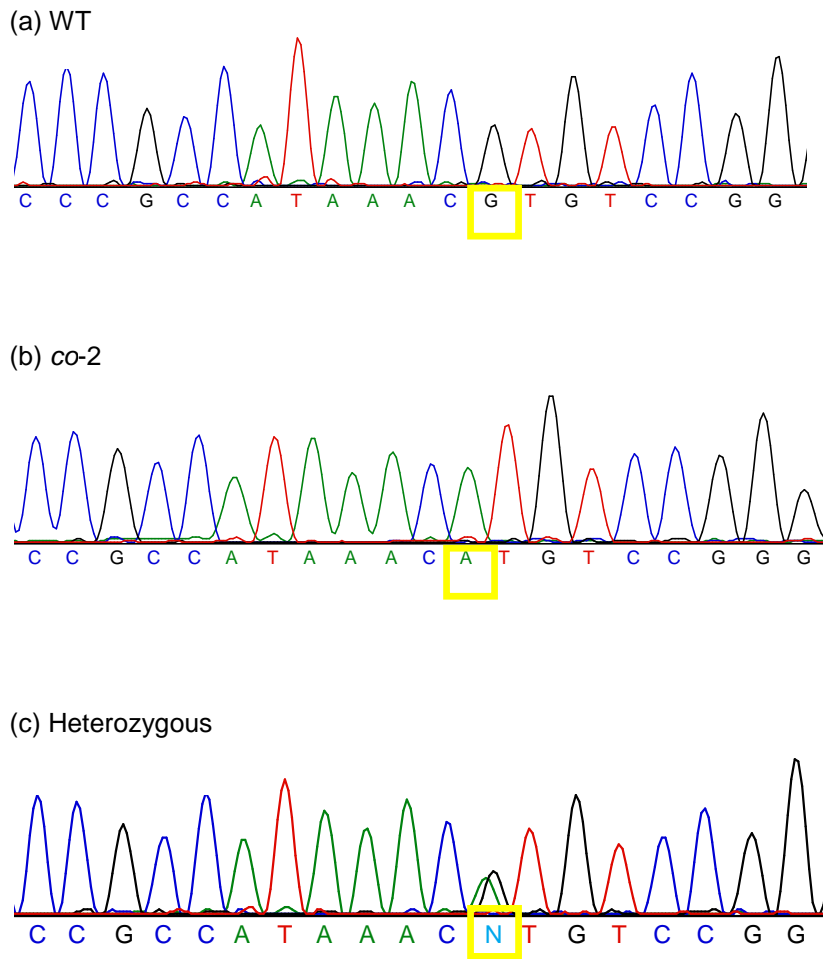 (a) WT
C C C G C C A T A A A C G T G T C C G G
(b) co-2
C C G C C A T A A A C A T G T C C G G G
(c) Heterozygous
C C G C C A T A A A C N T G T C C G G